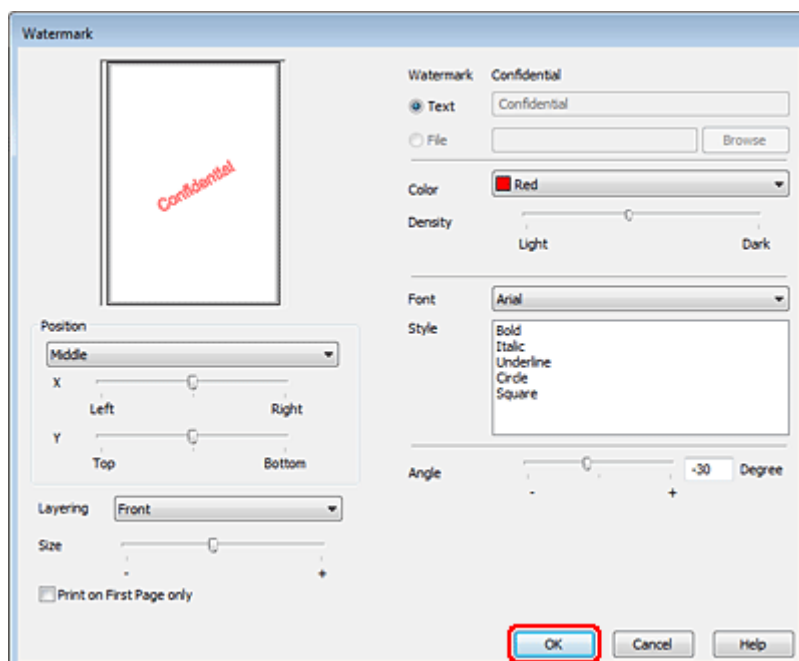 Watermark
Confidential
Position
Middle
X
Left Right
Y
Top Bottom
Layering Front
Size
- +
Print on First Page only
Watermark Confidential
Text Confidential
File Browse
Color Red
Density
Light Dark
Font Arial
Style
Bold
Italic
Underline
Circle
Square
Angle -30 Degree
- +
OK Cancel Help